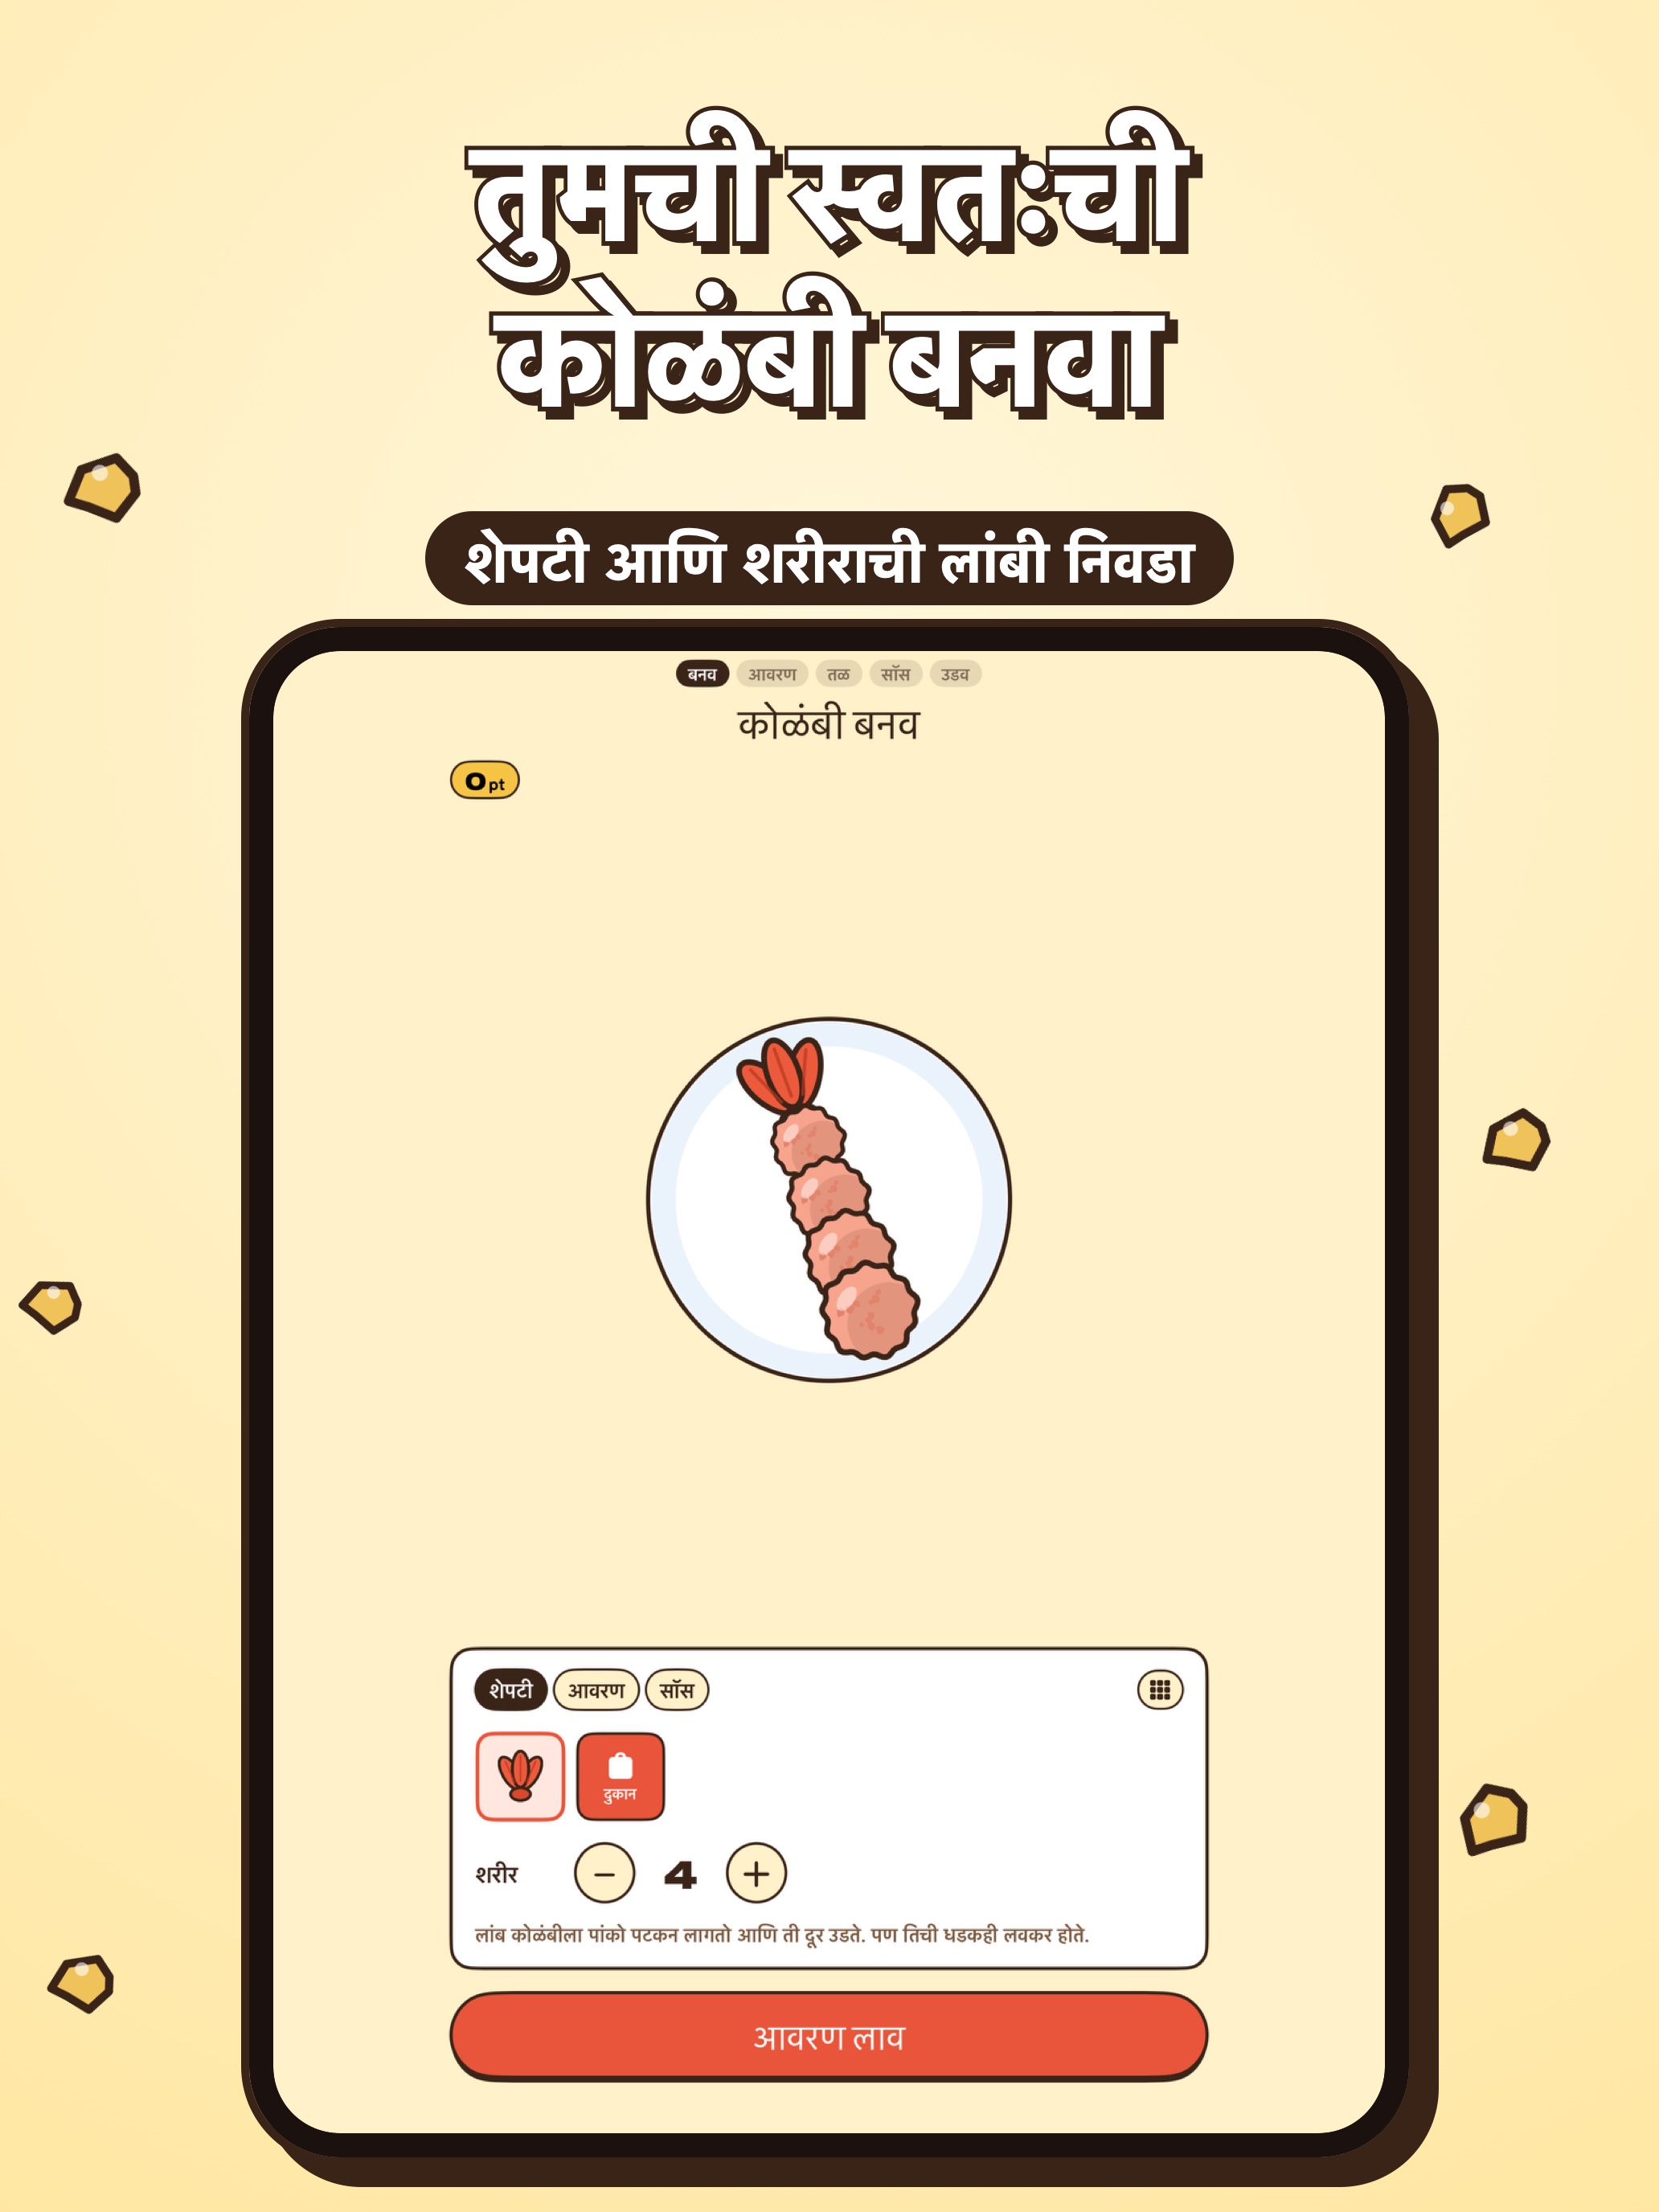 तुमची स्वतःची
कोळंबी बनवा
शेपटी आणि शरीराची लांबी निवडा
बनव आवरण तळ सॉस उडव
कोळंबी बनव
0pt
शेपटी आवरण सॉस
दुकान
शरीर − 4 +
लांब कोळंबीला पांको पटकन लागतो आणि ती दूर उडते. पण तिची धडकही लवकर होते.
आवरण लाव